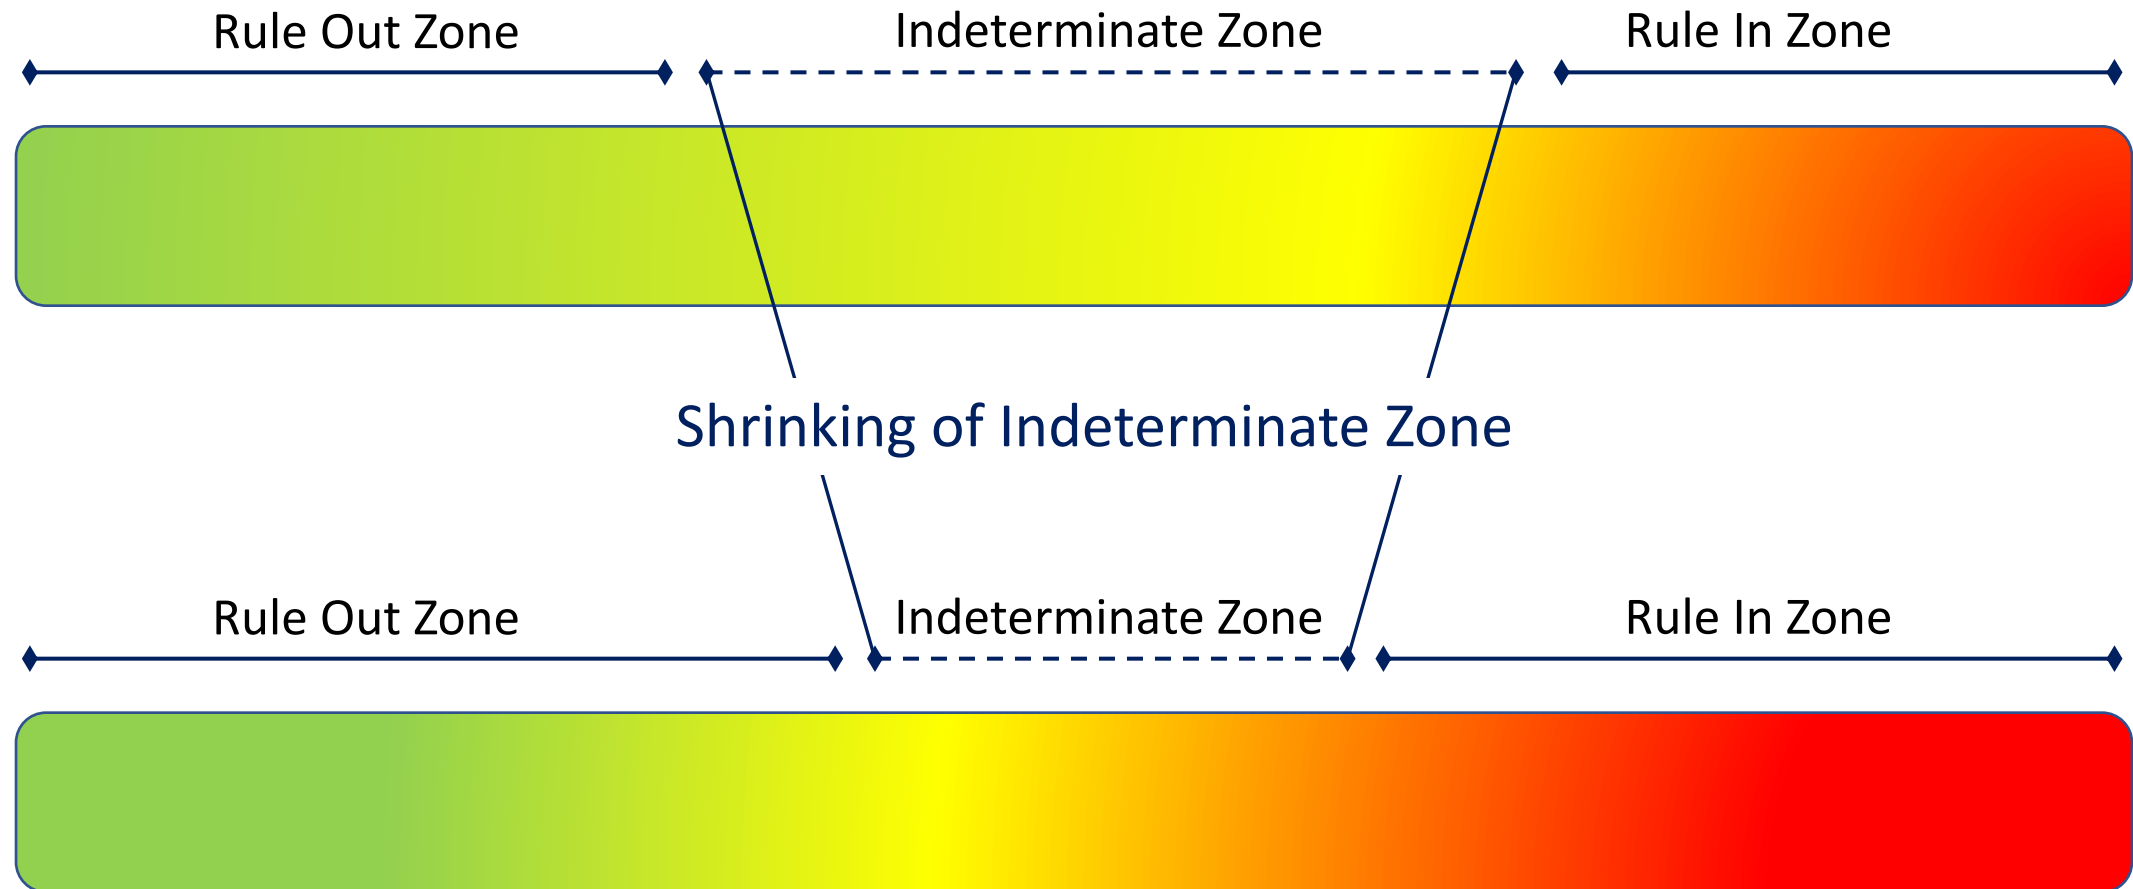 Rule Out Zone
Indeterminate Zone
Rule In Zone
Shrinking of Indeterminate Zone
Rule Out Zone
Indeterminate Zone
Rule In Zone